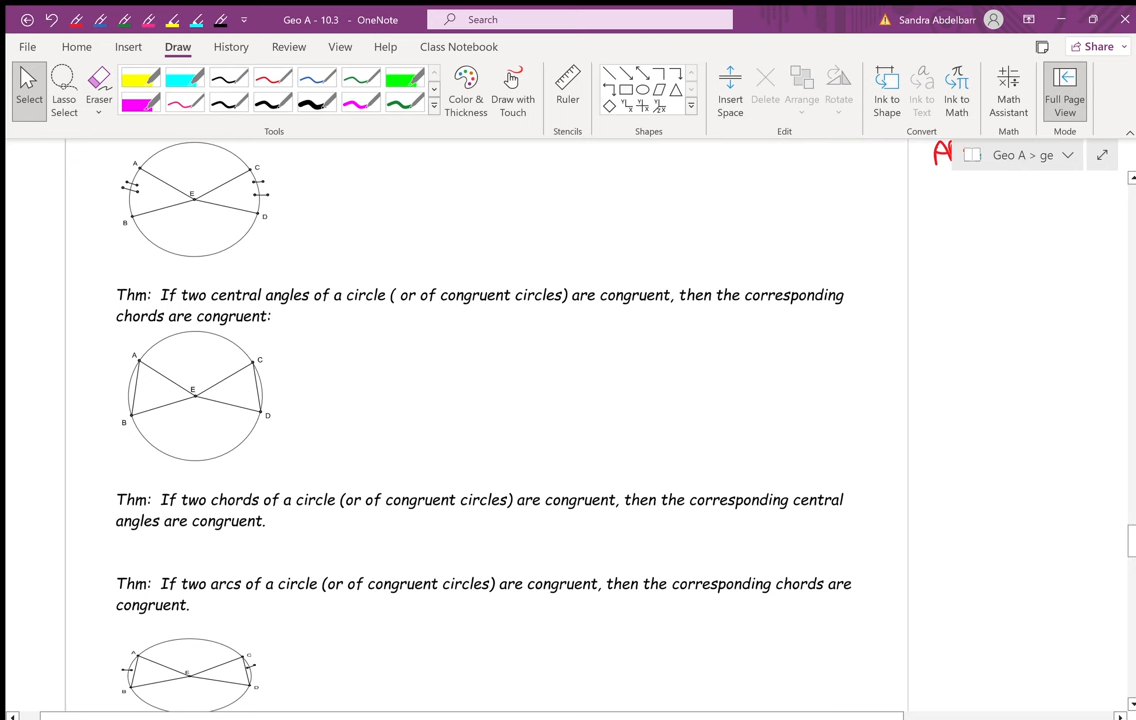 Geo A - 10.3 - OneNote
Search
Sandra Abdelbarr
File Home Insert Draw History Review View Help Class Notebook
Share
Select
Lasso Select
Eraser
Color & Thickness
Draw with Touch
Ruler
Insert Space
Delete
Arrange
Rotate
Ink to Shape
Ink to Text
Ink to Math
Math Assistant
Full Page View
Tools Stencils Shapes Edit Convert Math Mode
Geo A > ge
A C
E
B D
Thm: If two central angles of a circle ( or of congruent circles) are congruent, then the corresponding
chords are congruent:
A C
E
B D
Thm: If two chords of a circle (or of congruent circles) are congruent, then the corresponding central
angles are congruent.
Thm: If two arcs of a circle (or of congruent circles) are congruent, then the corresponding chords are
congruent.
A C
E
B D